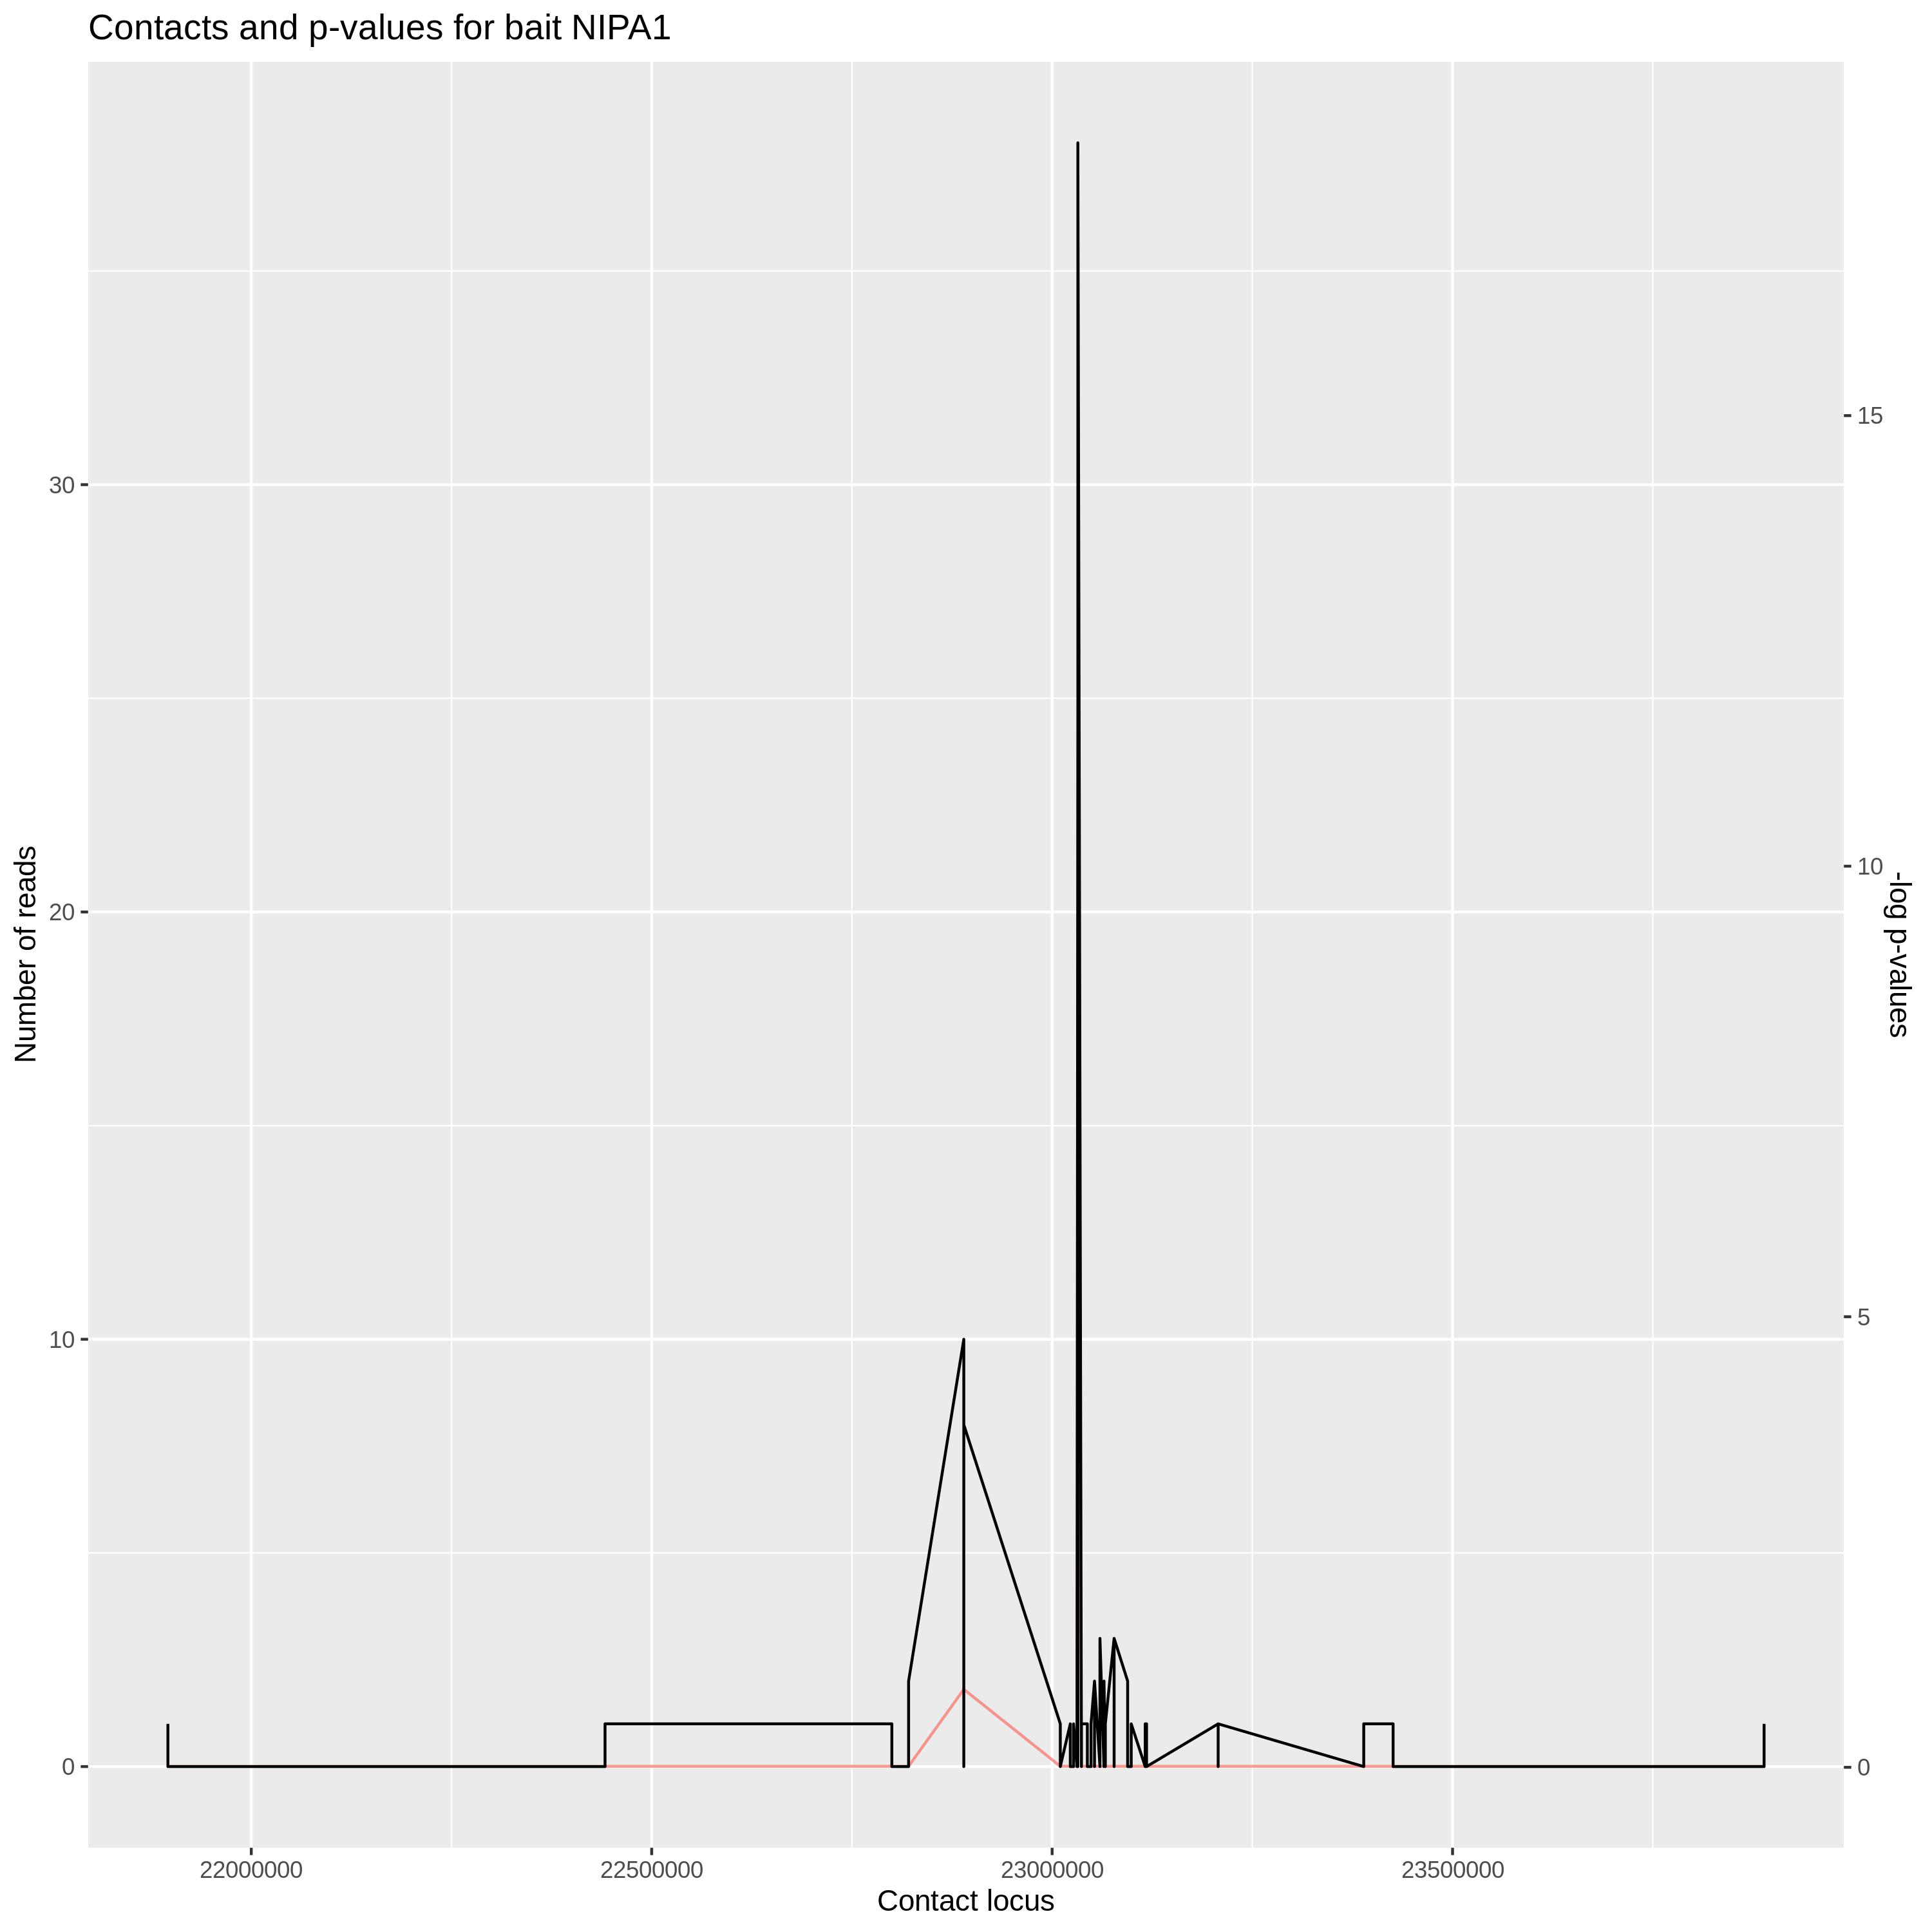 Contacts and p-values for bait NIPA1
30
20
10
0
Number of reads
15
10
5
0
-log p-values
22000000 22500000 23000000 23500000
Contact locus